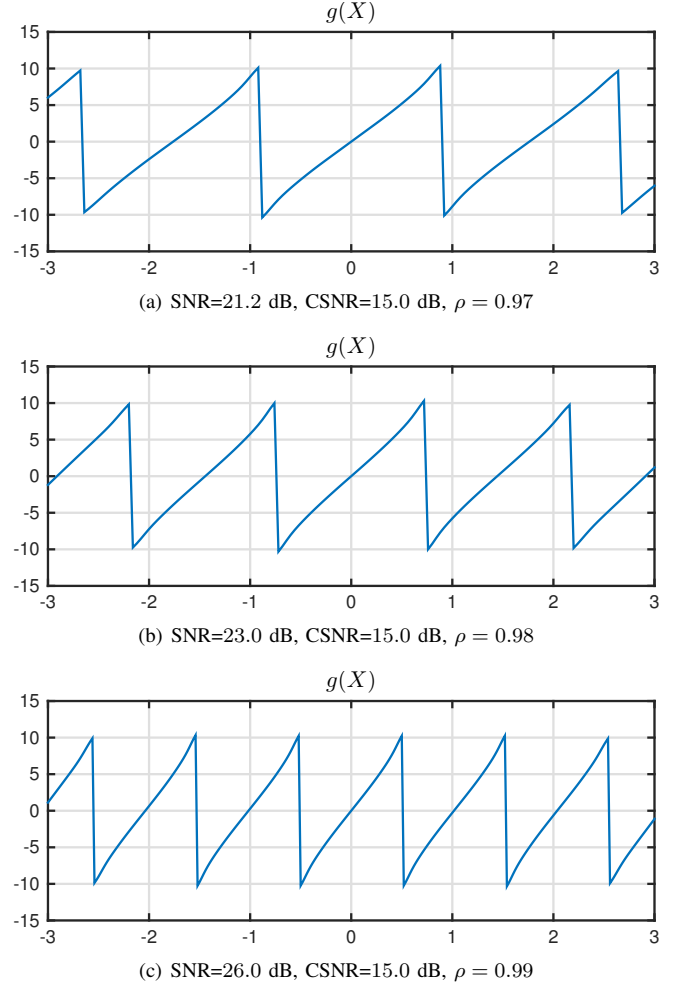 g(X)
15
10
5
0
-5
-10
-15
-3 -2 -1 0 1 2 3
(a) SNR=21.2 dB, CSNR=15.0 dB, ρ = 0.97
g(X)
15
10
5
0
-5
-10
-15
-3 -2 -1 0 1 2 3
(b) SNR=23.0 dB, CSNR=15.0 dB, ρ = 0.98
g(X)
15
10
5
0
-5
-10
-15
-3 -2 -1 0 1 2 3
(c) SNR=26.0 dB, CSNR=15.0 dB, ρ = 0.99